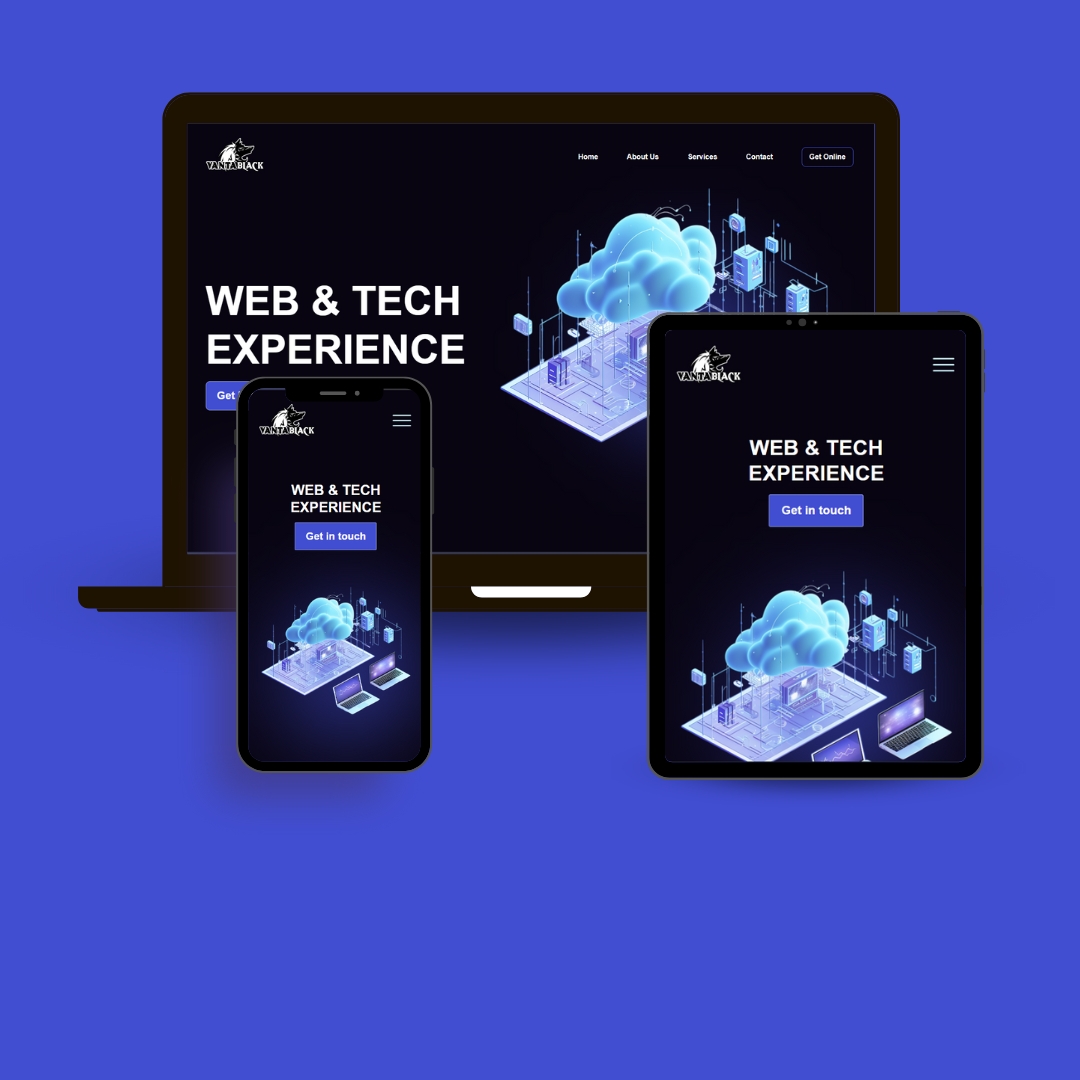 VANTABLACK
Home About Us Services Contact Get Online
WEB & TECH
EXPERIENCE
Get
VANTABLACK
WEB & TECH
EXPERIENCE
Get in touch
VANTABLACK
WEB & TECH
EXPERIENCE
Get in touch